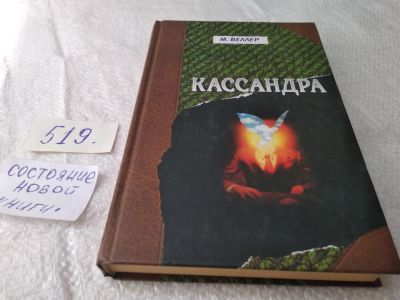 М. ВЕЛЛЕР
КАССАНДРА
519.
СОСТОЯНИЕ
НОВОЙ
КНИГИ.